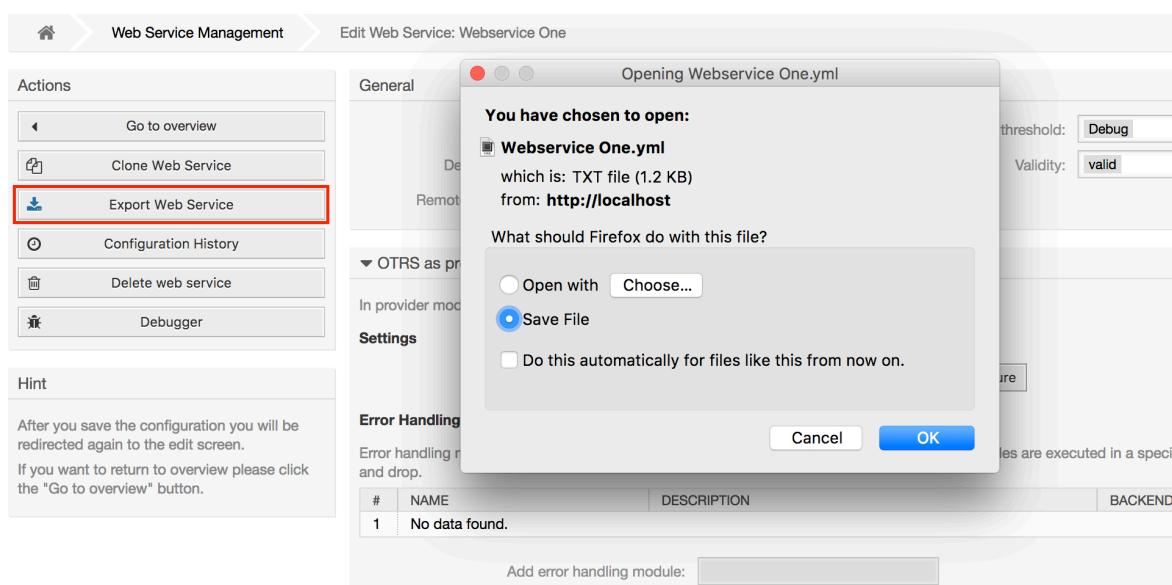 Web Service Management
Edit Web Service: Webservice One
Actions
Go to overview
Clone Web Service
Export Web Service
Configuration History
Delete web service
Debugger
Hint
After you save the configuration you will be
redirected again to the edit screen.
If you want to return to overview please click
the "Go to overview" button.
General
threshold: Debug
Validity: valid
OTRS as
In provider
Settings
Error Handling
Error handling
are executed in a
and drop.
# NAME DESCRIPTION BACKEND
1 No data found.
Add error handling module:
Opening Webservice One.yml
You have chosen to open:
Webservice One.yml
which is: TXT file (1.2 KB)
from: http://localhost
What should Firefox do with this file?
Open with Choose...
Save File
Do this automatically for files like this from now on.
Cancel OK